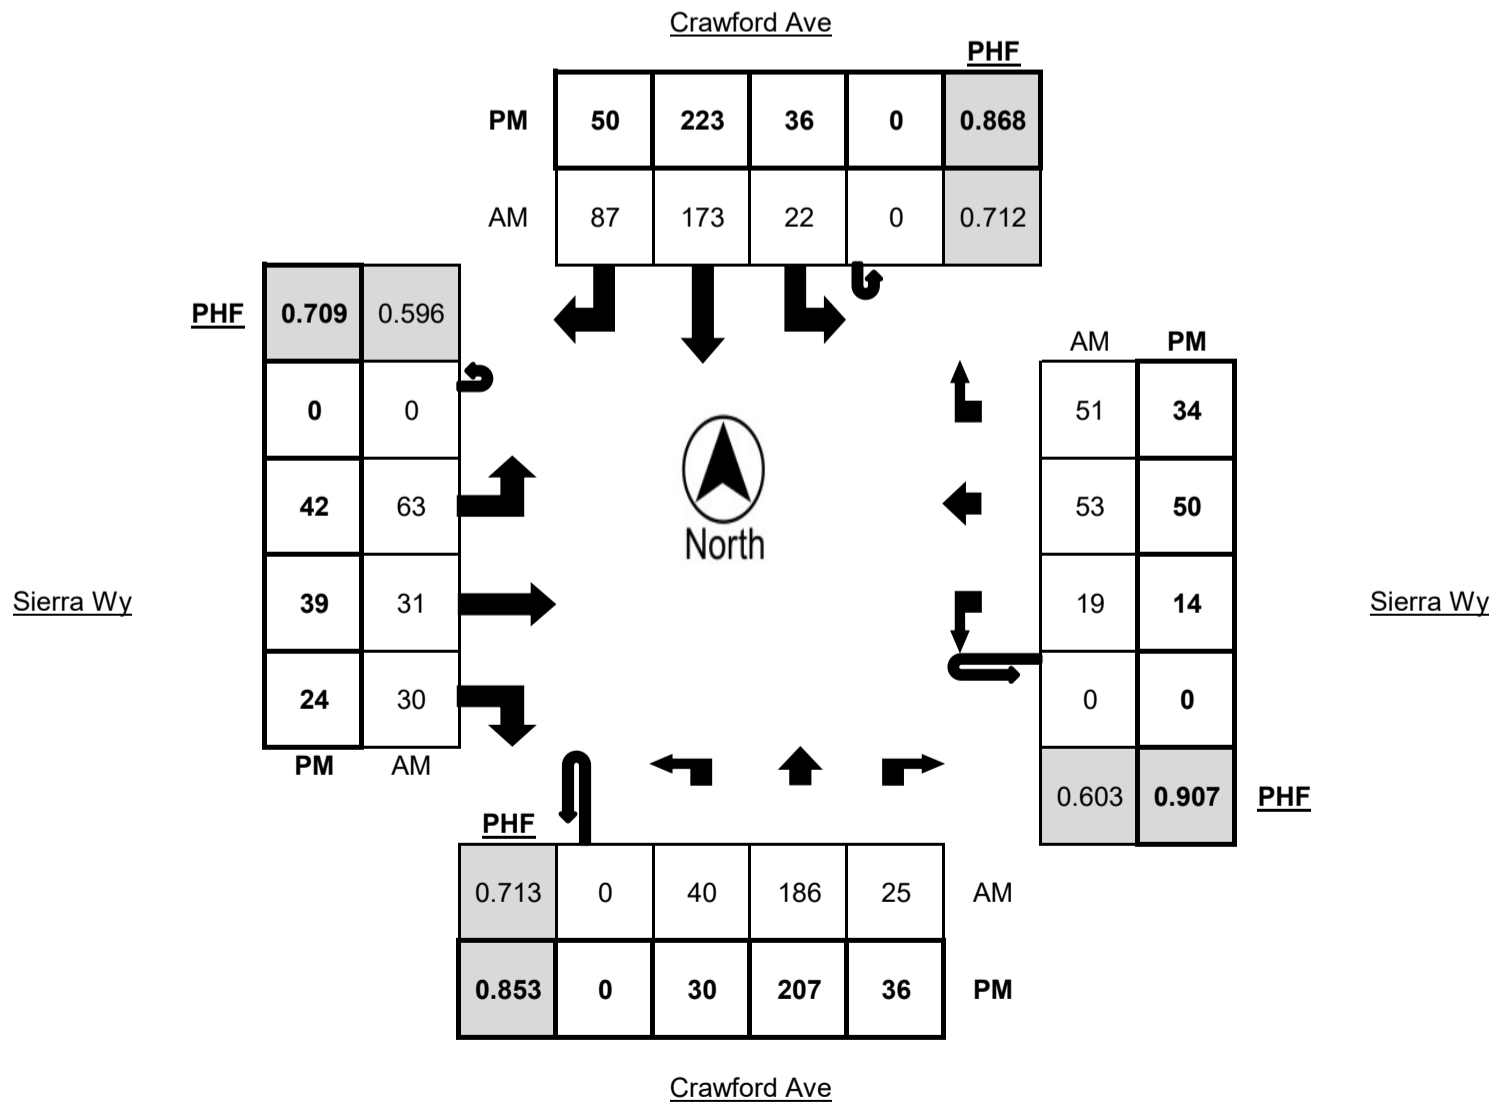 Crawford Ave
PHF
PM 50 223 36 0 0.868
AM 87 173 22 0 0.712
PHF 0.709 0.596
AM PM
0 0
51 34
42 63
53 50
North
Sierra Wy
39 31
19 14
Sierra Wy
24 30
0 0
PM AM
0.603 0.907 PHF
PHF
0.713 0 40 186 25 AM
0.853 0 30 207 36 PM
Crawford Ave